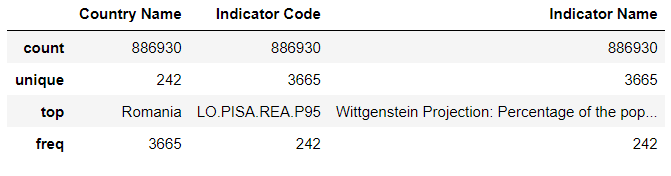 Country Name Indicator Code Indicator Name
count 886930 886930 886930
unique 242 3665 3665
top Romania LO.PISA.REA.P95 Wittgenstein Projection: Percentage of the pop...
freq 3665 242 242